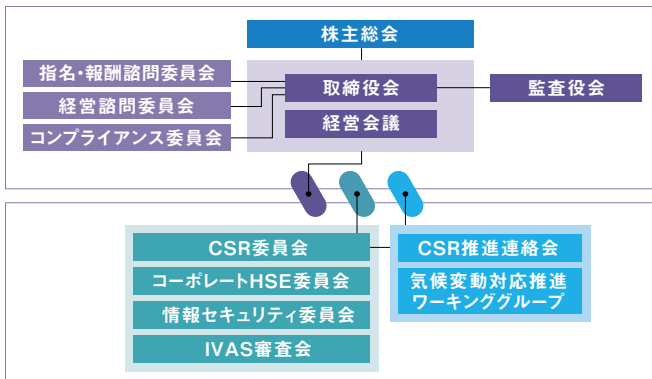 株主総会
指名・報酬諮問委員会
経営諮問委員会
コンプライアンス委員会
取締役会
経営会議
監査役会
CSR委員会
コーポレートHSE委員会
情報セキュリティ委員会
IVAS審査会
CSR推進連絡会
気候変動対応推進
ワーキンググループ